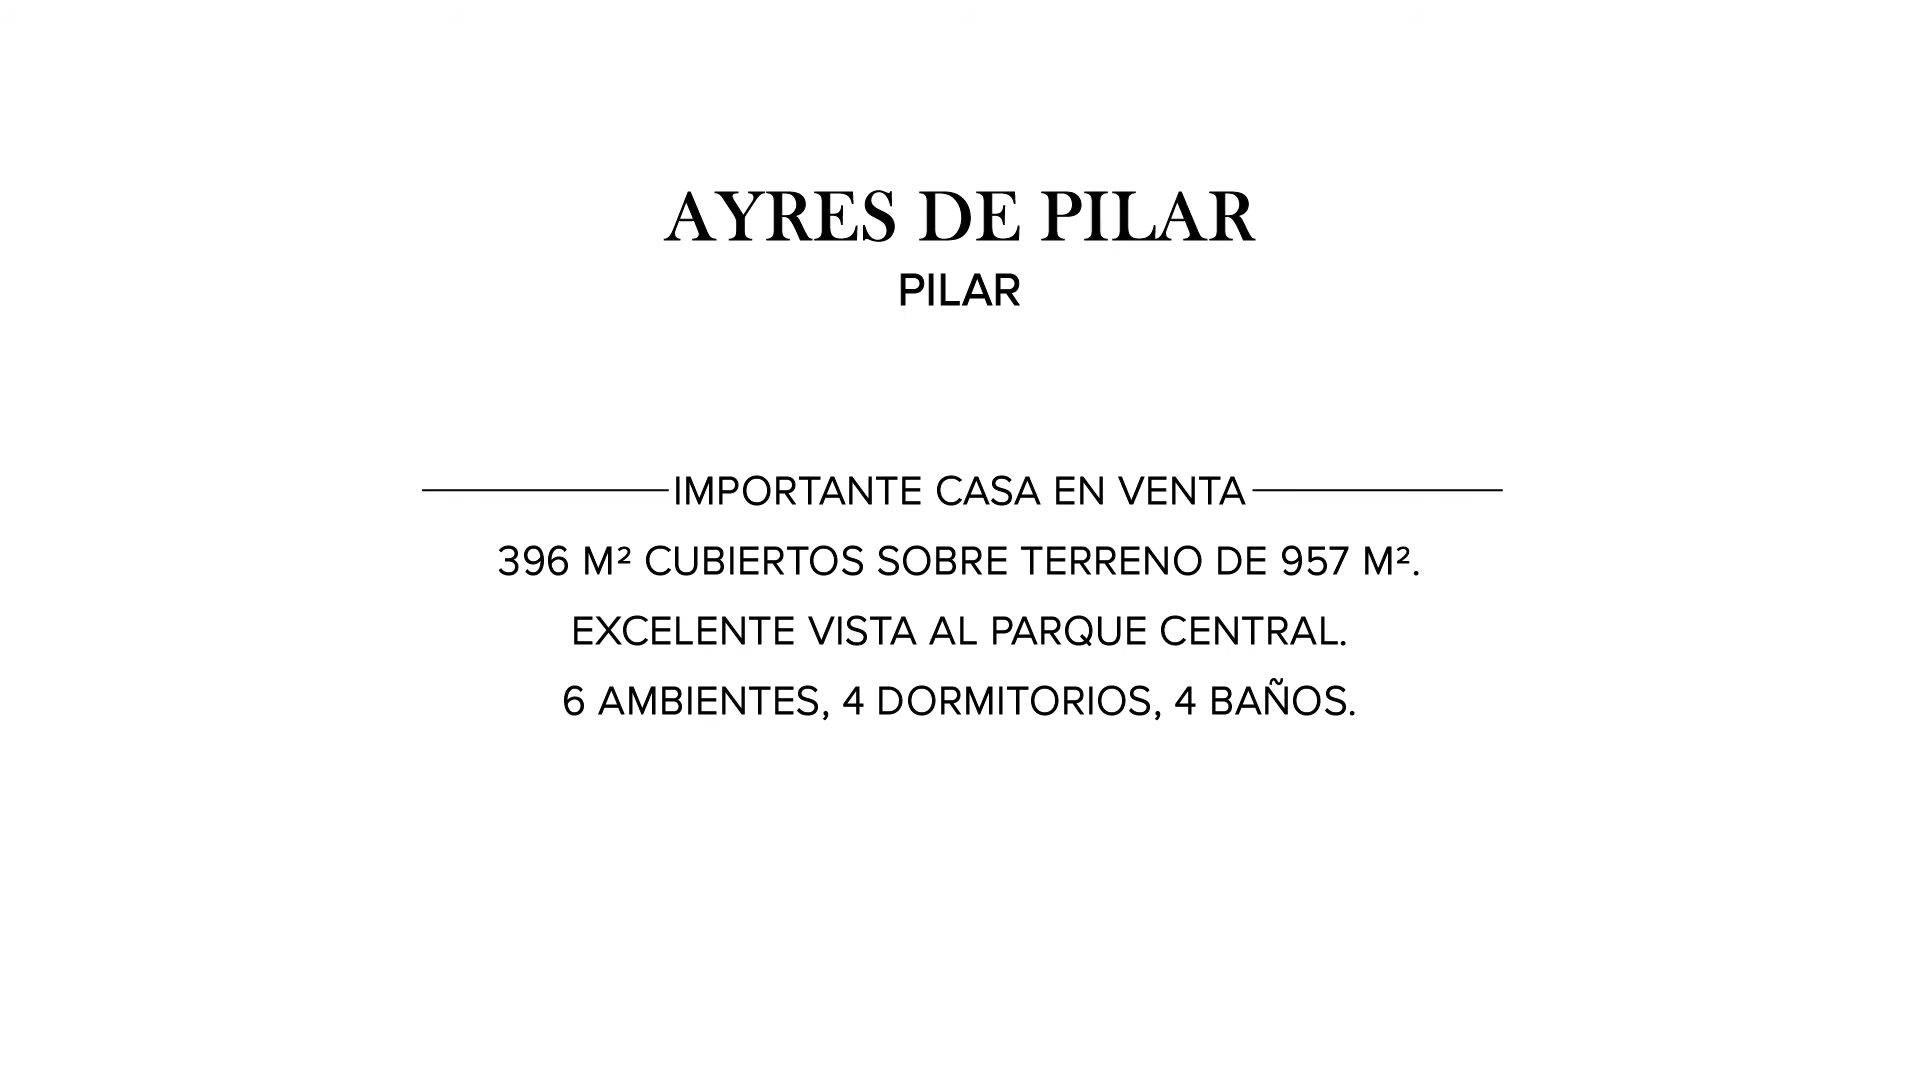 AYRES DE PILAR
PILAR
IMPORTANTE CASA EN VENTA
396 M² CUBIERTOS SOBRE TERRENO DE 957 M².
EXCELENTE VISTA AL PARQUE CENTRAL.
6 AMBIENTES, 4 DORMITORIOS, 4 BAÑOS.